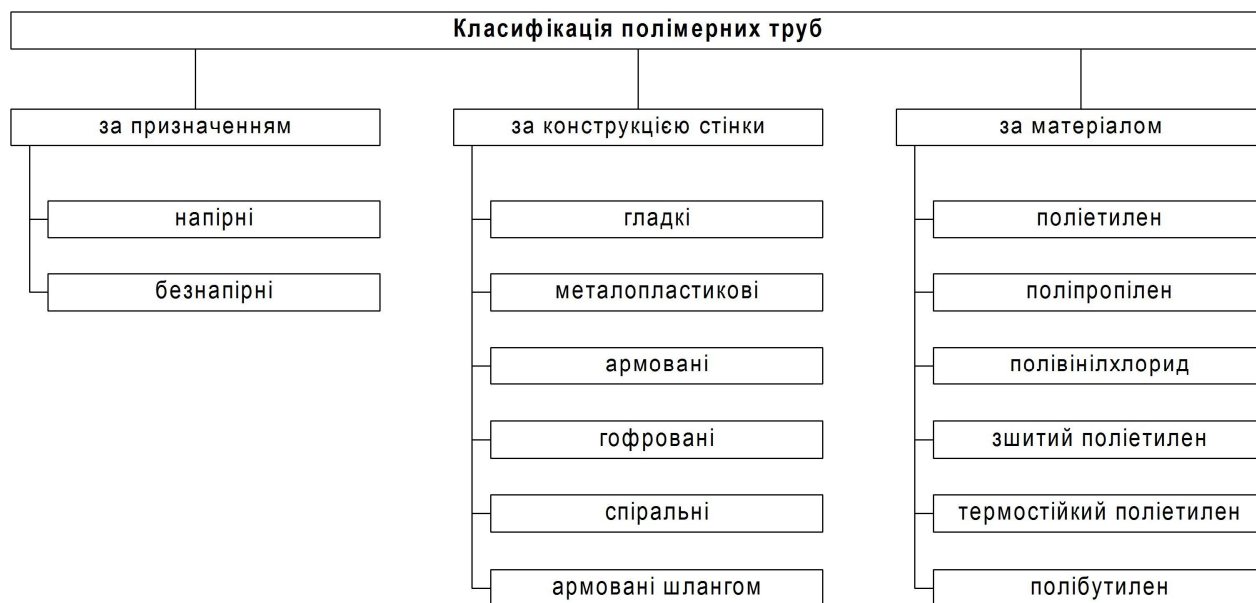 Класифікація полімерних труб
за призначенням
напірні
безнапірні
за конструкцією стінки
гладкі
металопластикові
армовані
гофровані
спіральні
армовані шлангом
за матеріалом
поліетилен
поліпропілен
полівінілхлорид
зшитий поліетилен
термостійкий поліетилен
полібутилен